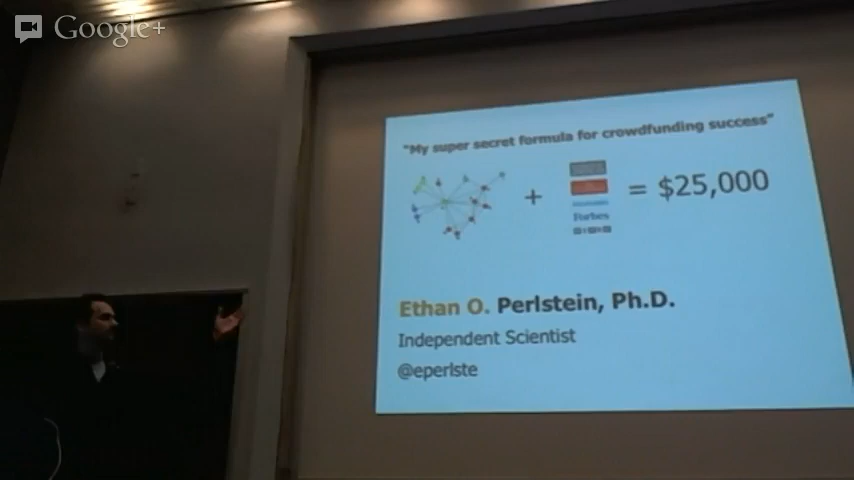 Google+
"My super secret formula for crowdfunding success"
+
Forbes
= $25,000
Ethan O. Perlstein, Ph.D.
Independent Scientist
@eperlste